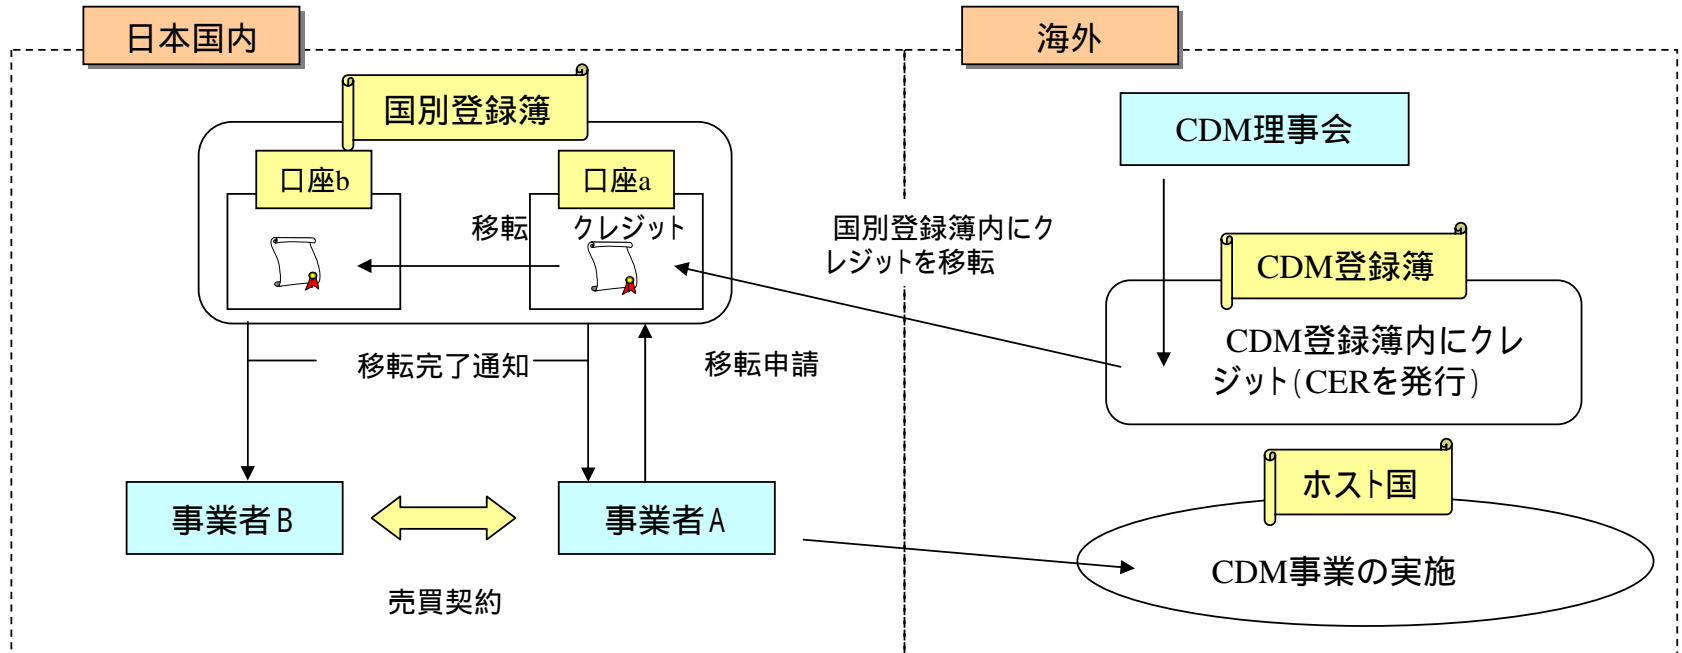 日本国内
海外
国別登録簿
CDM理事会
口座b
口座a
移転
クレジット
国別登録簿内にク
レジットを移転
CDM登録簿
CDM登録簿内にクレ
ジット(CERを発行)
移転完了通知
移転申請
ホスト国
事業者B
事業者A
CDM事業の実施
売買契約